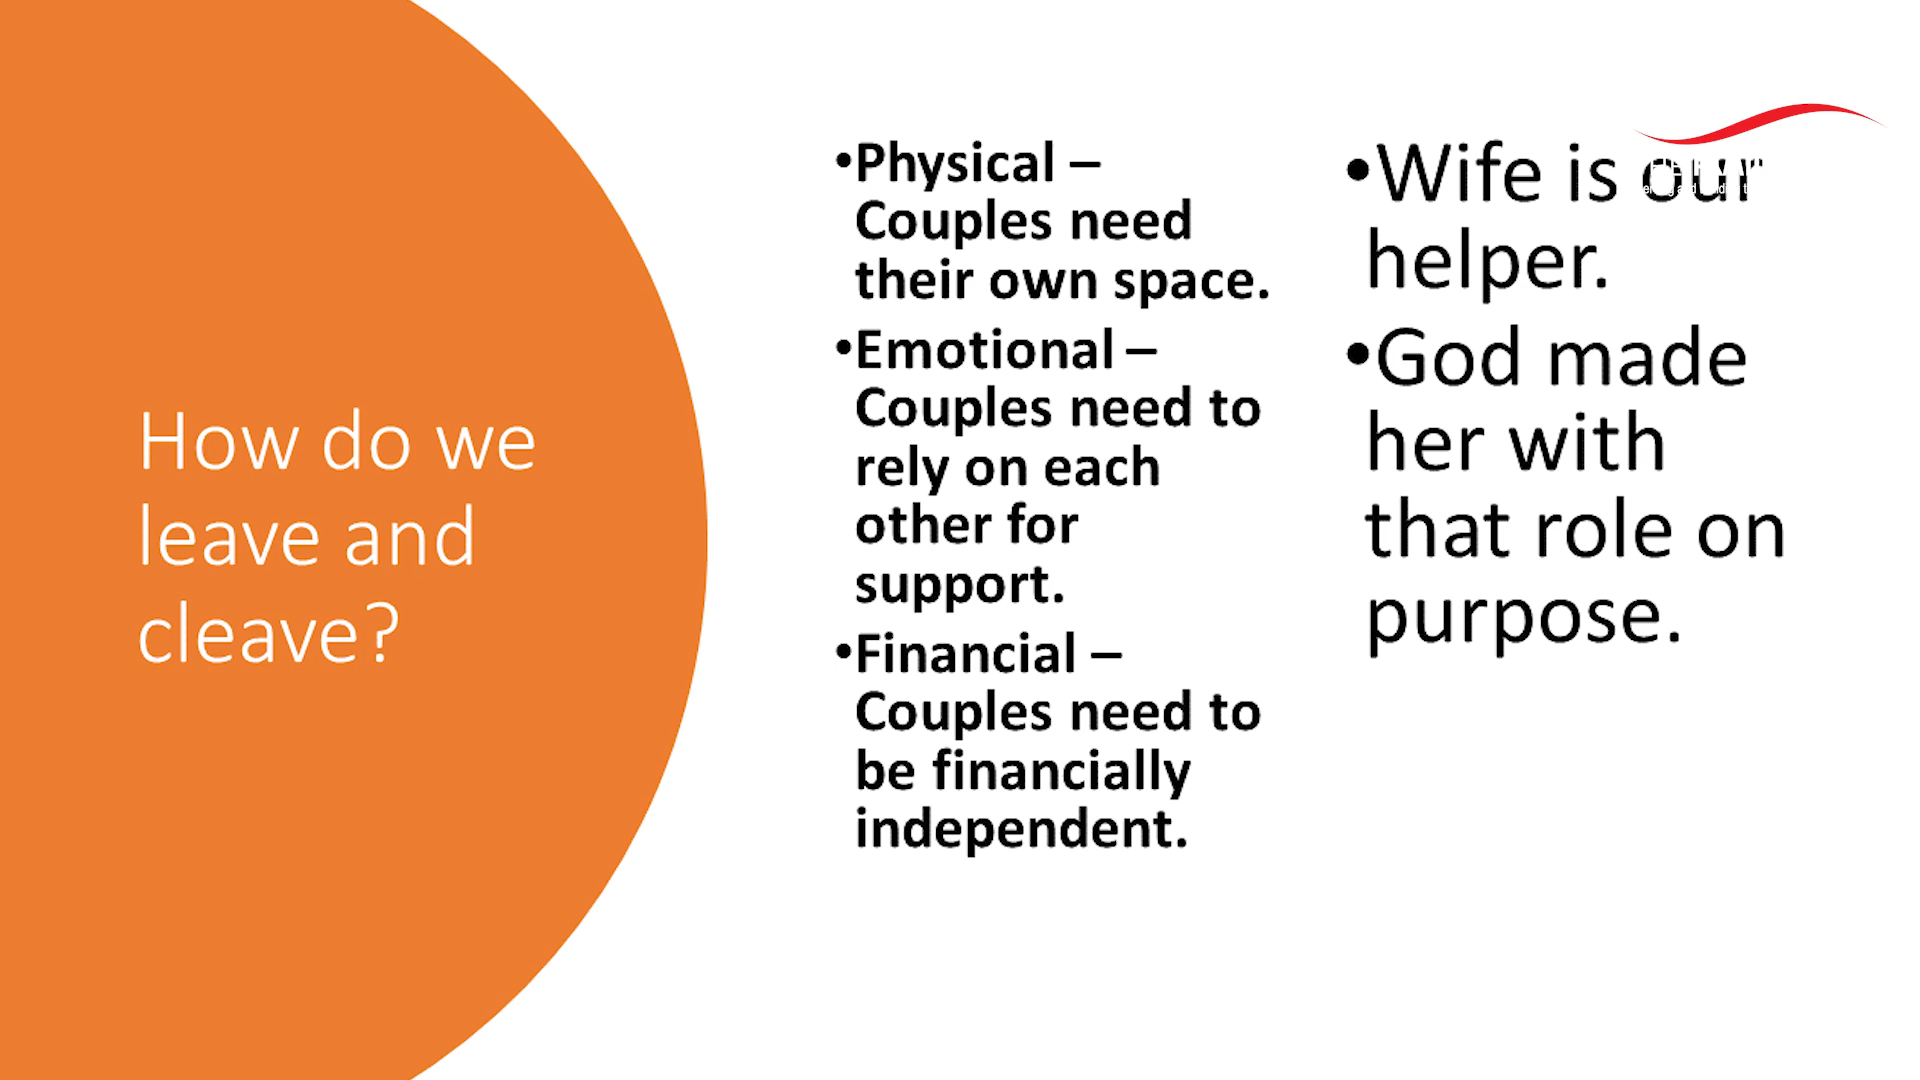 How do we
leave and
cleave?
•Physical –
Couples need
their own space.
•Emotional –
Couples need to
rely on each
other for
support.
•Financial –
Couples need to
be financially
independent.
•Wife is our
helper.
•God made
her with
that role on
purpose.